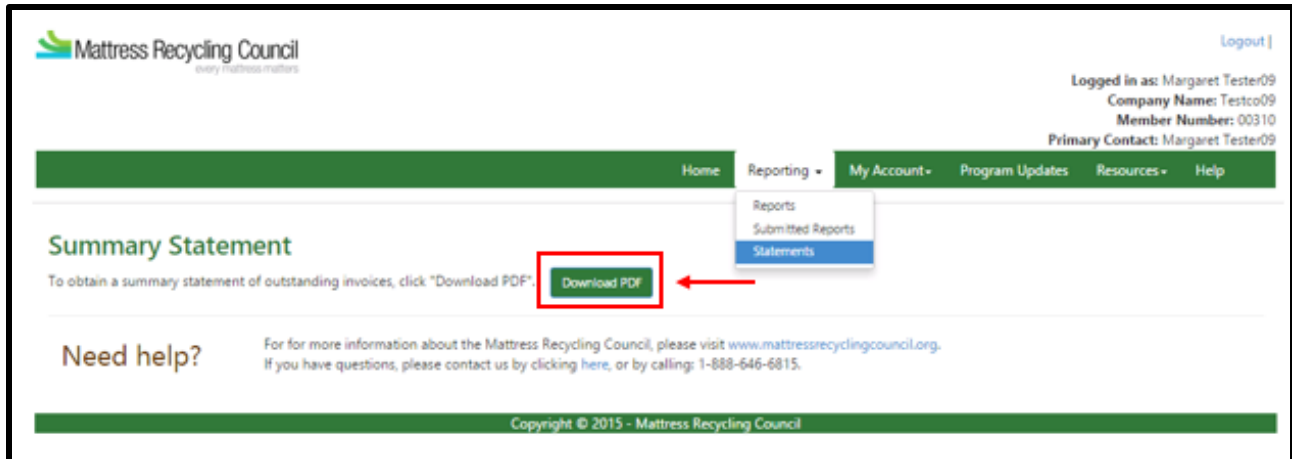 Mattress Recycling Council
every mattress matters
Logout |
Logged in as: Margaret Tester09
Company Name: Testco09
Member Number: 00310
Primary Contact: Margaret Tester09
Home Reporting My Account Program Updates Resources Help
Reports
Submitted Reports
Statements
Summary Statement
To obtain a summary statement of outstanding invoices, click "Download PDF". Download PDF
Need help?
For for more information about the Mattress Recycling Council, please visit www.mattressrecyclingcouncil.org.
If you have questions, please contact us by clicking here, or by calling: 1-888-646-6815.
Copyright © 2015 - Mattress Recycling Council